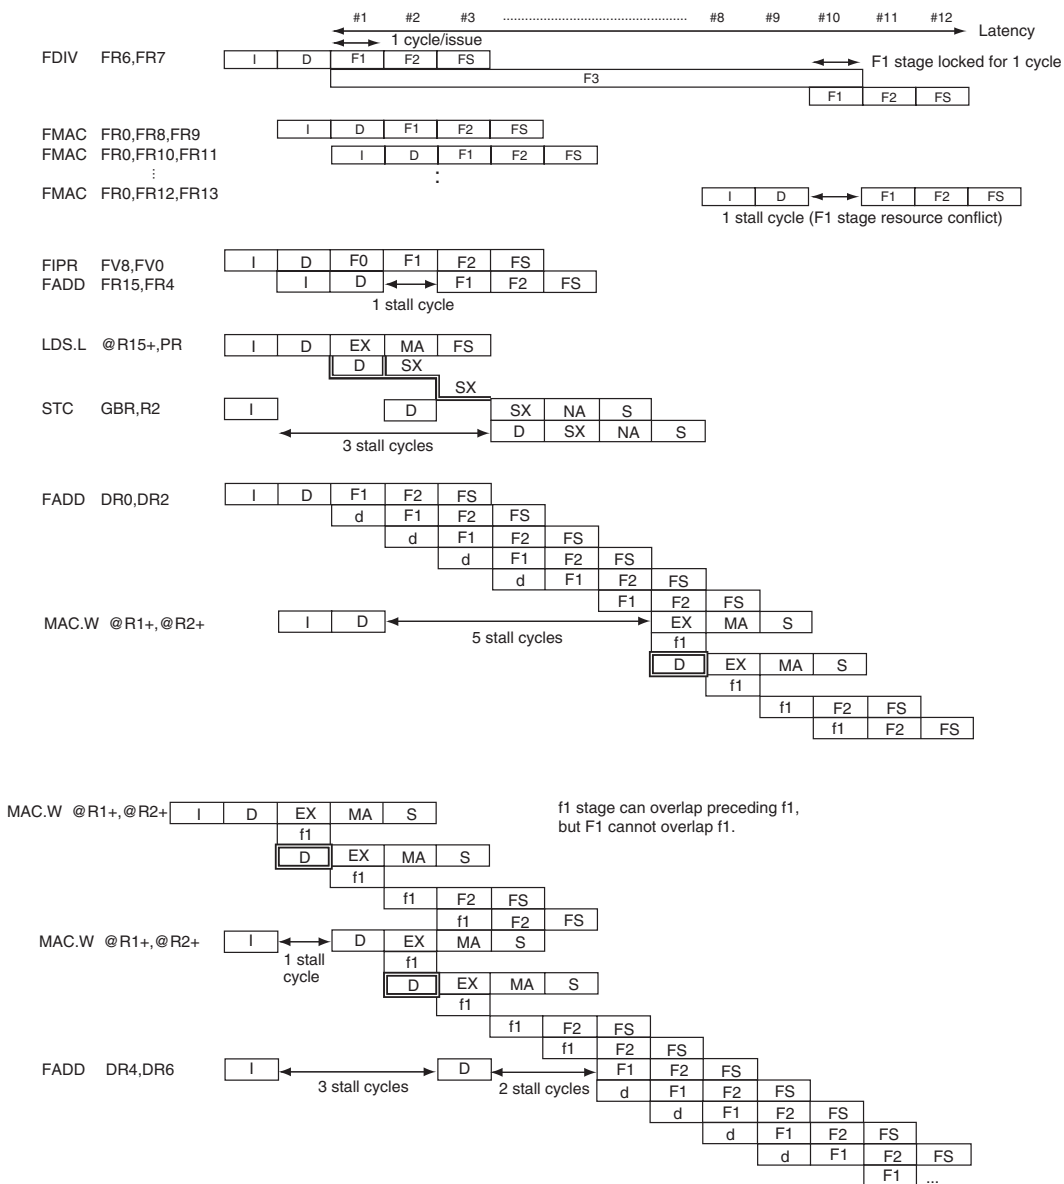 #1 #2 #3 ................................................... #8 #9 #10 #11 #12
Latency
1 cycle/issue
FDIV FR6,FR7 I D F1 F2 FS
F1 stage locked for 1 cycle
F3
F1 F2 FS
FMAC FR0,FR8,FR9 I D F1 F2 FS
FMAC FR0,FR10,FR11 I D F1 F2 FS
⋮ :
FMAC FR0,FR12,FR13 I D F1 F2 FS
1 stall cycle (F1 stage resource conflict)
FIPR FV8,FV0 I D F0 F1 F2 FS
FADD FR15,FR4 I D F1 F2 FS
1 stall cycle
LDS.L @R15+,PR I D EX MA FS
D SX
SX
STC GBR,R2 I D SX NA S
D SX NA S
3 stall cycles
FADD DR0,DR2 I D F1 F2 FS
d F1 F2 FS
d F1 F2 FS
d F1 F2 FS
d F1 F2 FS
F1 F2 FS
MAC.W @R1+,@R2+ I D EX MA S
5 stall cycles
f1
D EX MA S
f1
f1 F2 FS
f1 F2 FS
MAC.W @R1+,@R2+ I D EX MA S
f1 stage can overlap preceding f1,
but F1 cannot overlap f1.
f1
D EX MA S
f1
f1 F2 FS
f1 F2 FS
MAC.W @R1+,@R2+ I D EX MA S
1 stall
cycle
f1
D EX MA S
f1
f1 F2 FS
f1 F2 FS
FADD DR4,DR6 I D F1 F2 FS
3 stall cycles 2 stall cycles
d F1 F2 FS
d F1 F2 FS
d F1 F2 FS
d F1 F2 FS
F1 ...